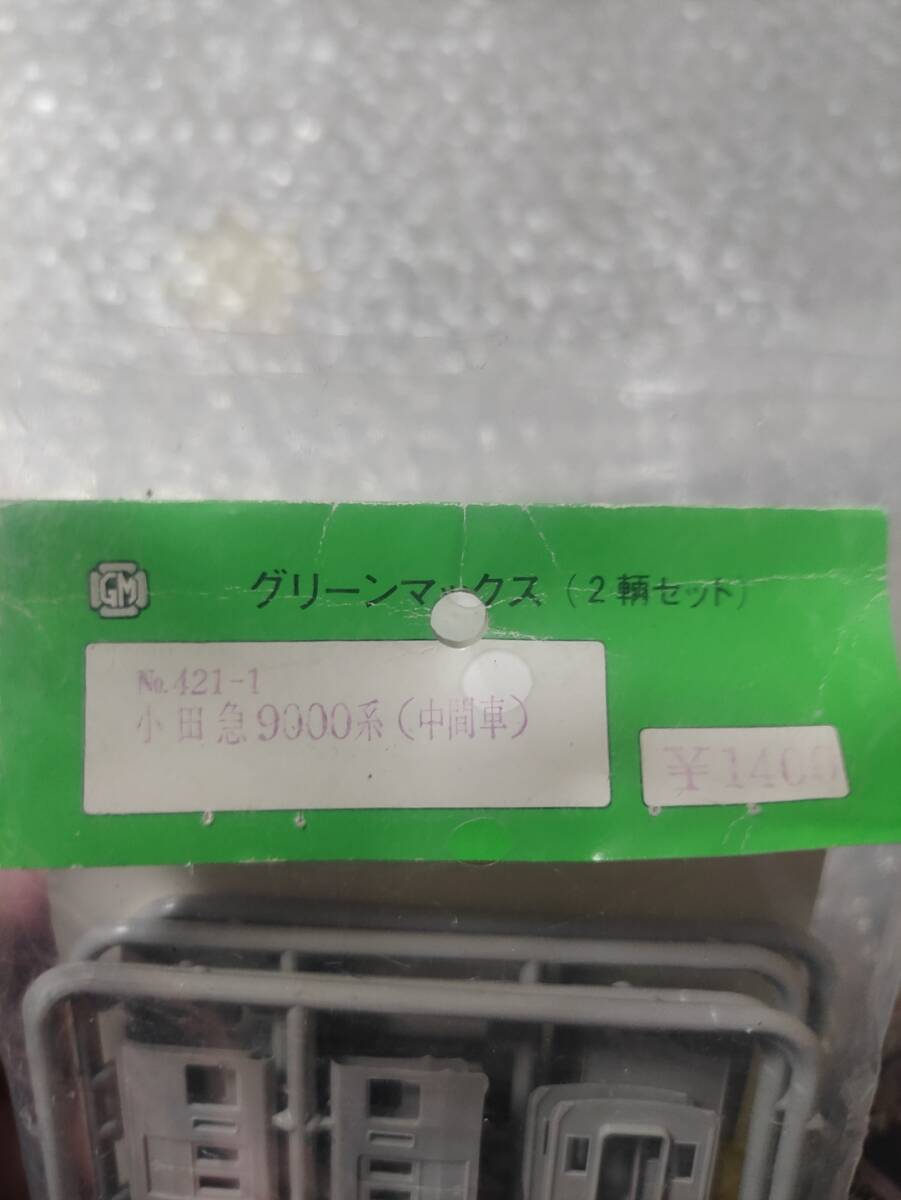 GM
グリーンマックス（2輌セット）
No.421-1
小田急9000系（中間車）
￥1400